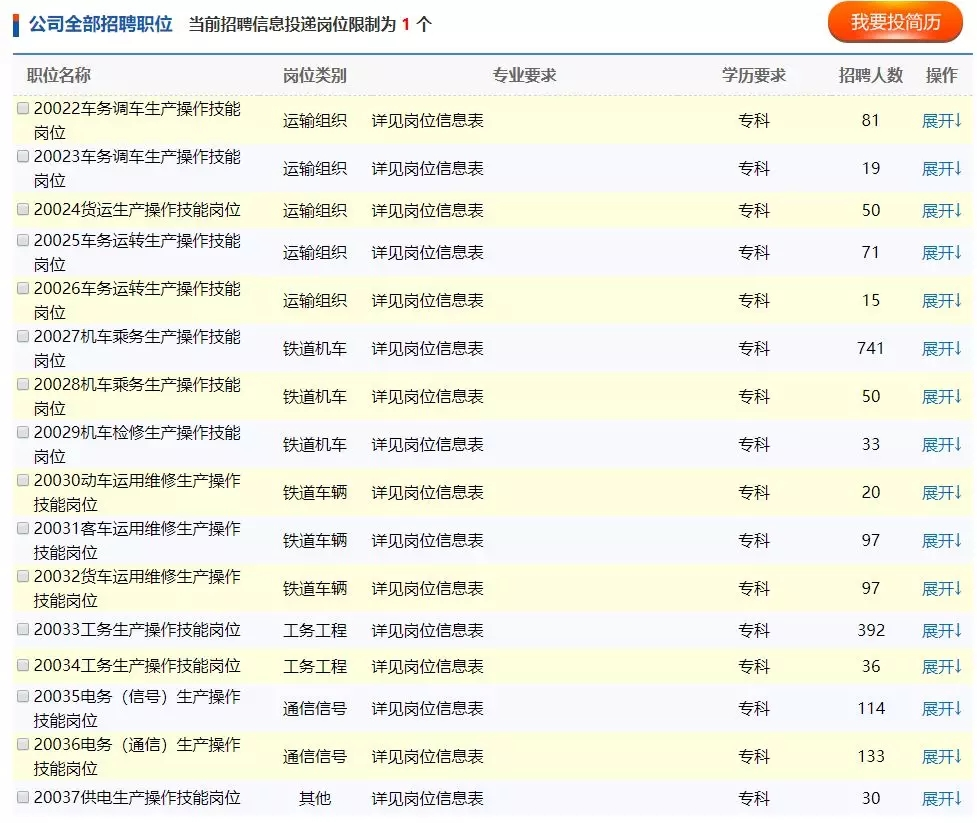 公司全部招聘职位 当前招聘信息投递岗位限制为 1 个 我要投简历
职位名称 岗位类别 专业要求 学历要求 招聘人数 操作
20022车务调车生产操作技能
岗位 运输组织 详见岗位信息表 专科 81 展开↓
20023车务调车生产操作技能
岗位 运输组织 详见岗位信息表 专科 19 展开↓
20024货运生产操作技能岗位 运输组织 详见岗位信息表 专科 50 展开↓
20025车务运转生产操作技能
岗位 运输组织 详见岗位信息表 专科 71 展开↓
20026车务运转生产操作技能
岗位 运输组织 详见岗位信息表 专科 15 展开↓
20027机车乘务生产操作技能
岗位 铁道机车 详见岗位信息表 专科 741 展开↓
20028机车乘务生产操作技能
岗位 铁道机车 详见岗位信息表 专科 50 展开↓
20029机车检修生产操作技能
岗位 铁道机车 详见岗位信息表 专科 33 展开↓
20030动车运用维修生产操作
技能岗位 铁道车辆 详见岗位信息表 专科 20 展开↓
20031客车运用维修生产操作
技能岗位 铁道车辆 详见岗位信息表 专科 97 展开↓
20032货车运用维修生产操作
技能岗位 铁道车辆 详见岗位信息表 专科 97 展开↓
20033工务生产操作技能岗位 工务工程 详见岗位信息表 专科 392 展开↓
20034工务生产操作技能岗位 工务工程 详见岗位信息表 专科 36 展开↓
20035电务（信号）生产操作
技能岗位 通信信号 详见岗位信息表 专科 114 展开↓
20036电务（通信）生产操作
技能岗位 通信信号 详见岗位信息表 专科 133 展开↓
20037供电生产操作技能岗位 其他 详见岗位信息表 专科 30 展开↓